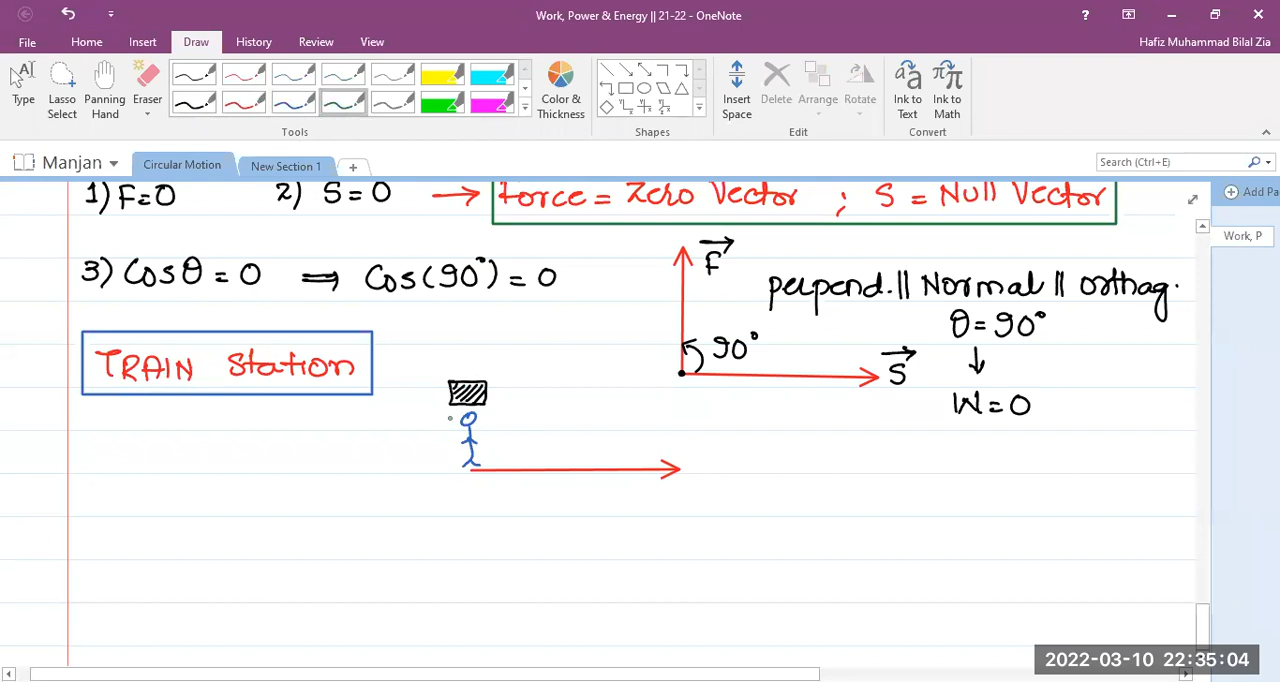 Work, Power & Energy || 21-22 - OneNote
File Home Insert Draw History Review View Hafiz Muhammad Bilal Zia
Type Lasso Select Panning Hand Eraser Color & Thickness Insert Space Delete Arrange Rotate Ink to Text Ink to Math
Tools Shapes Edit Convert
Manjan Circular Motion New Section 1 Search (Ctrl+E)
Add Pa
Work, P
1) F=0 2) S=0 → Force = Zero Vector ; S = Null Vector
3) Cosθ = 0 ⟹ Cos(90°) = 0
F
perpend. || Normal || orthag.
θ = 90°
90°
S
↓
W = 0
TRAIN Station
2022-03-10 22:35:04